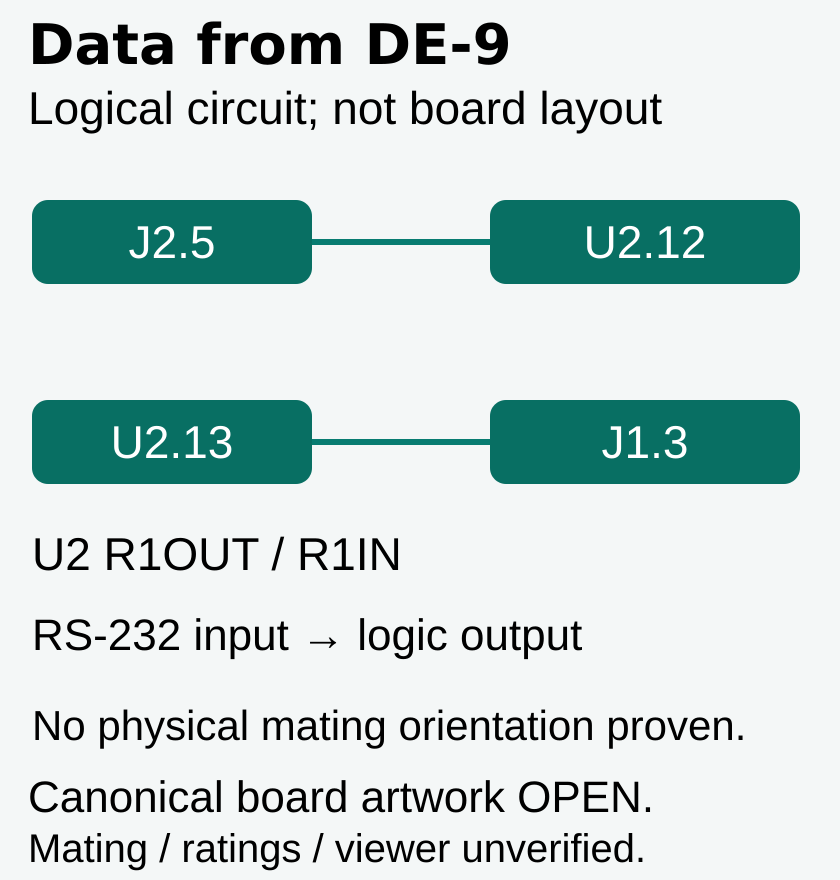 Data from DE-9
Logical circuit; not board layout
J2.5
U2.12
U2.13
J1.3
U2 R1OUT / R1IN
RS-232 input → logic output
No physical mating orientation proven.
Canonical board artwork OPEN.
Mating / ratings / viewer unverified.